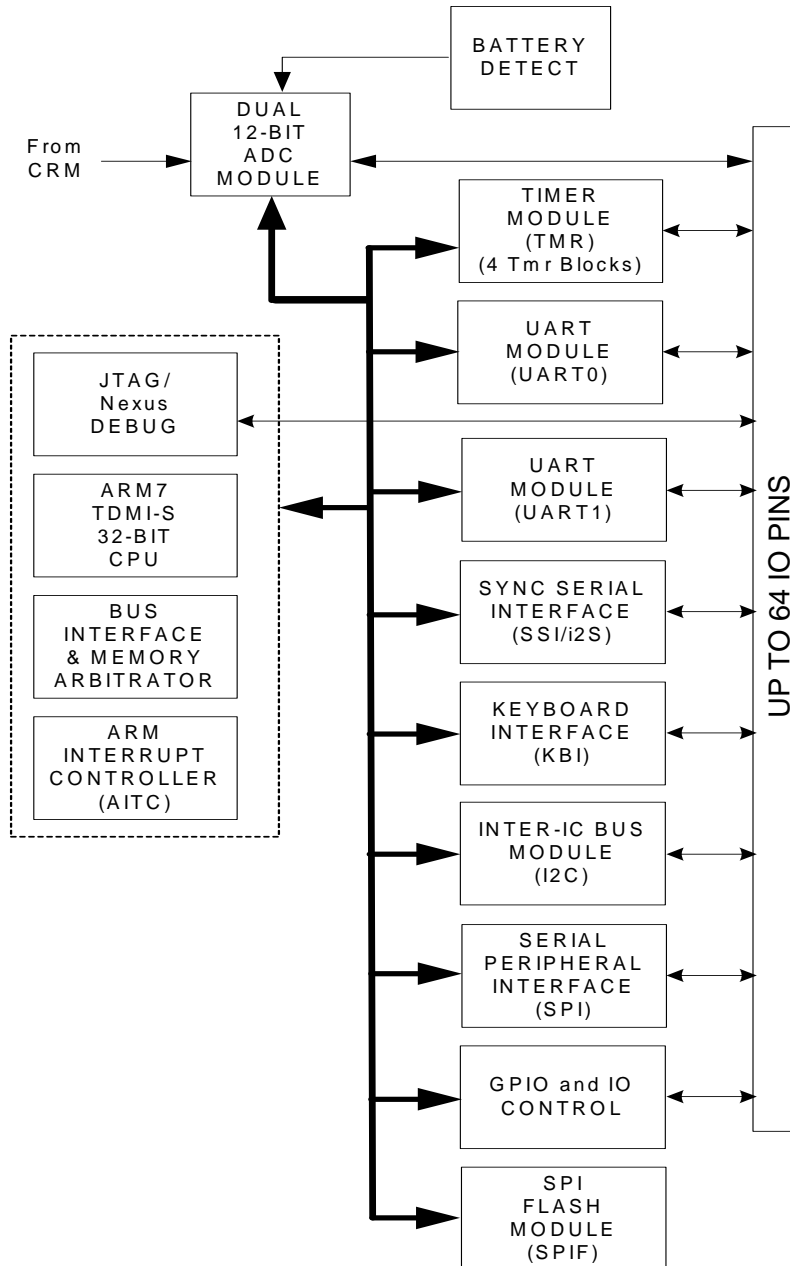 BATTERY
DETECT
DUAL
12-BIT
ADC
MODULE
From
CRM
TIMER
MODULE
(TMR)
(4 Tmr Blocks)
UART
MODULE
(UART0)
JTAG/
Nexus
DEBUG
UART
MODULE
(UART1)
ARM7
TDMI-S
32-BIT
CPU
SYNC SERIAL
INTERFACE
(SSI/i2S)
BUS
INTERFACE
& MEMORY
ARBITRATOR
KEYBOARD
INTERFACE
(KBI)
ARM
INTERRUPT
CONTROLLER
(AITC)
INTER-IC BUS
MODULE
(I2C)
SERIAL
PERIPHERAL
INTERFACE
(SPI)
GPIO and IO
CONTROL
SPI
FLASH
MODULE
(SPIF)
UP TO 64 IO PINS